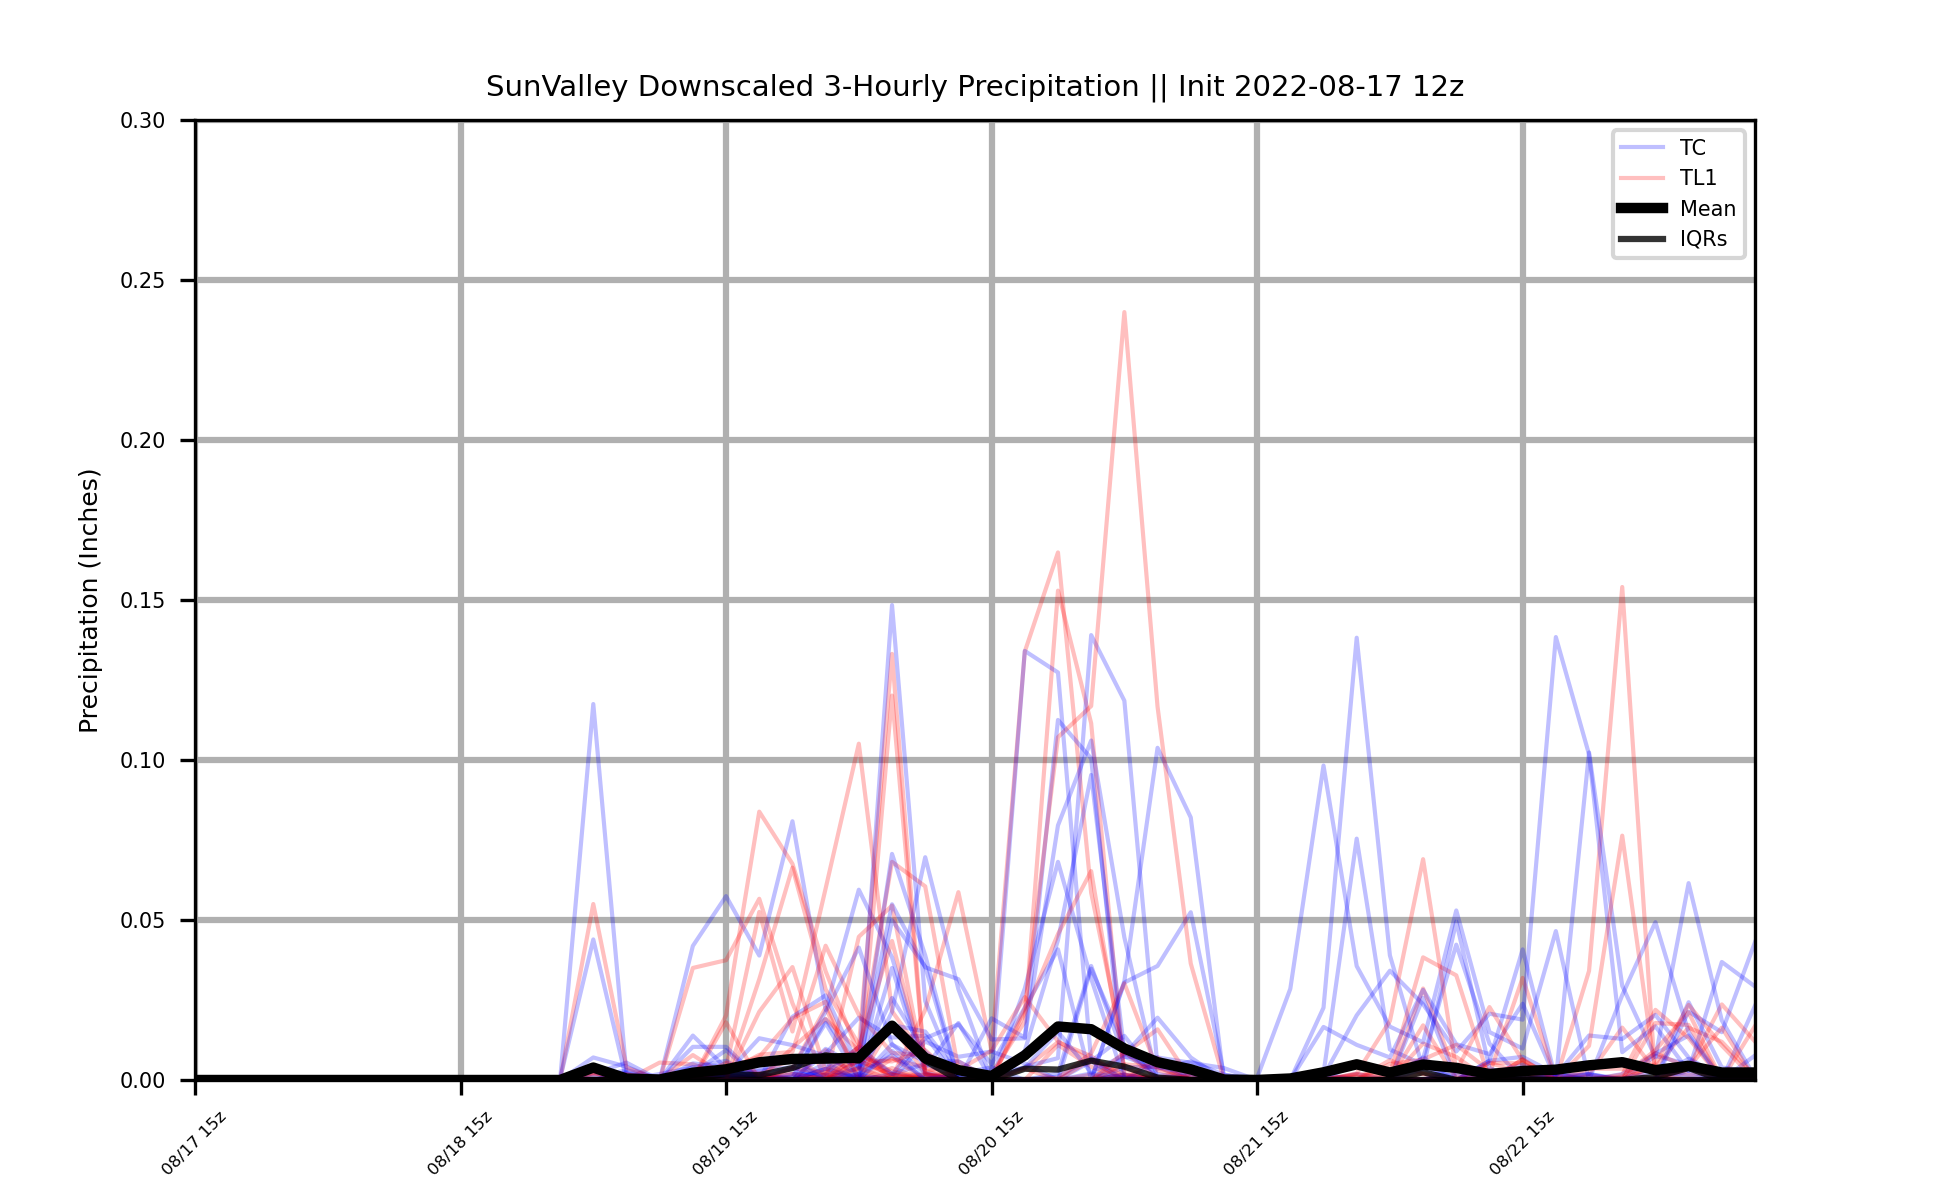 SunValley Downscaled 3-Hourly Precipitation || Init 2022-08-17 12z
Precipitation (Inches)
0.30
0.25
0.20
0.15
0.10
0.05
0.00
TC
TL1
Mean
IQRs
08/17 15z
08/18 15z
08/19 15z
08/20 15z
08/21 15z
08/22 15z